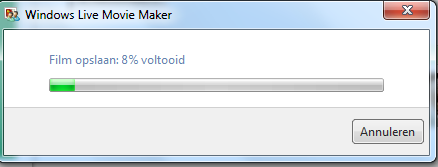 Windows Live Movie Maker
Film opslaan: 8% voltooid
Annuleren